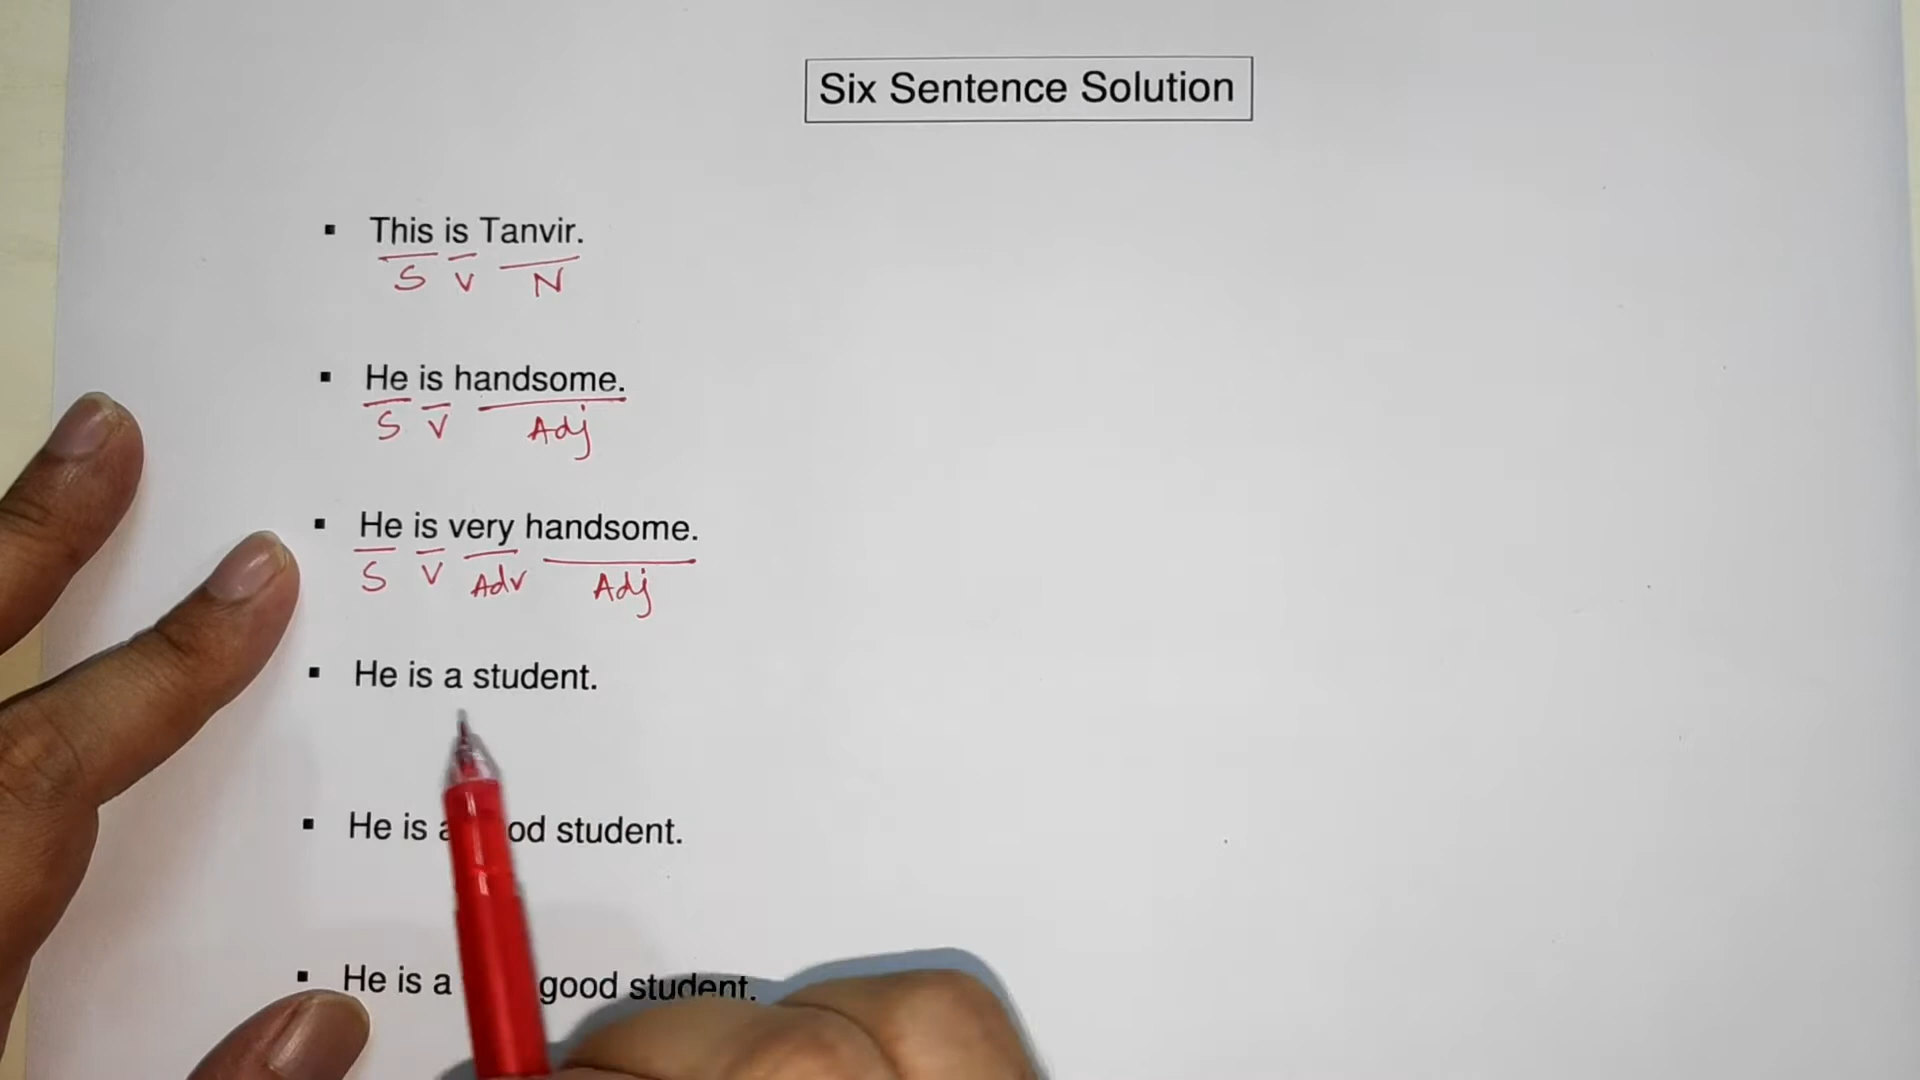 Six Sentence Solution
▪ This is Tanvir.
S V N
▪ He is handsome.
S V Adj
▪ He is very handsome.
S V Adv Adj
▪ He is a student.
▪ He is a student.
▪ He is a good student.